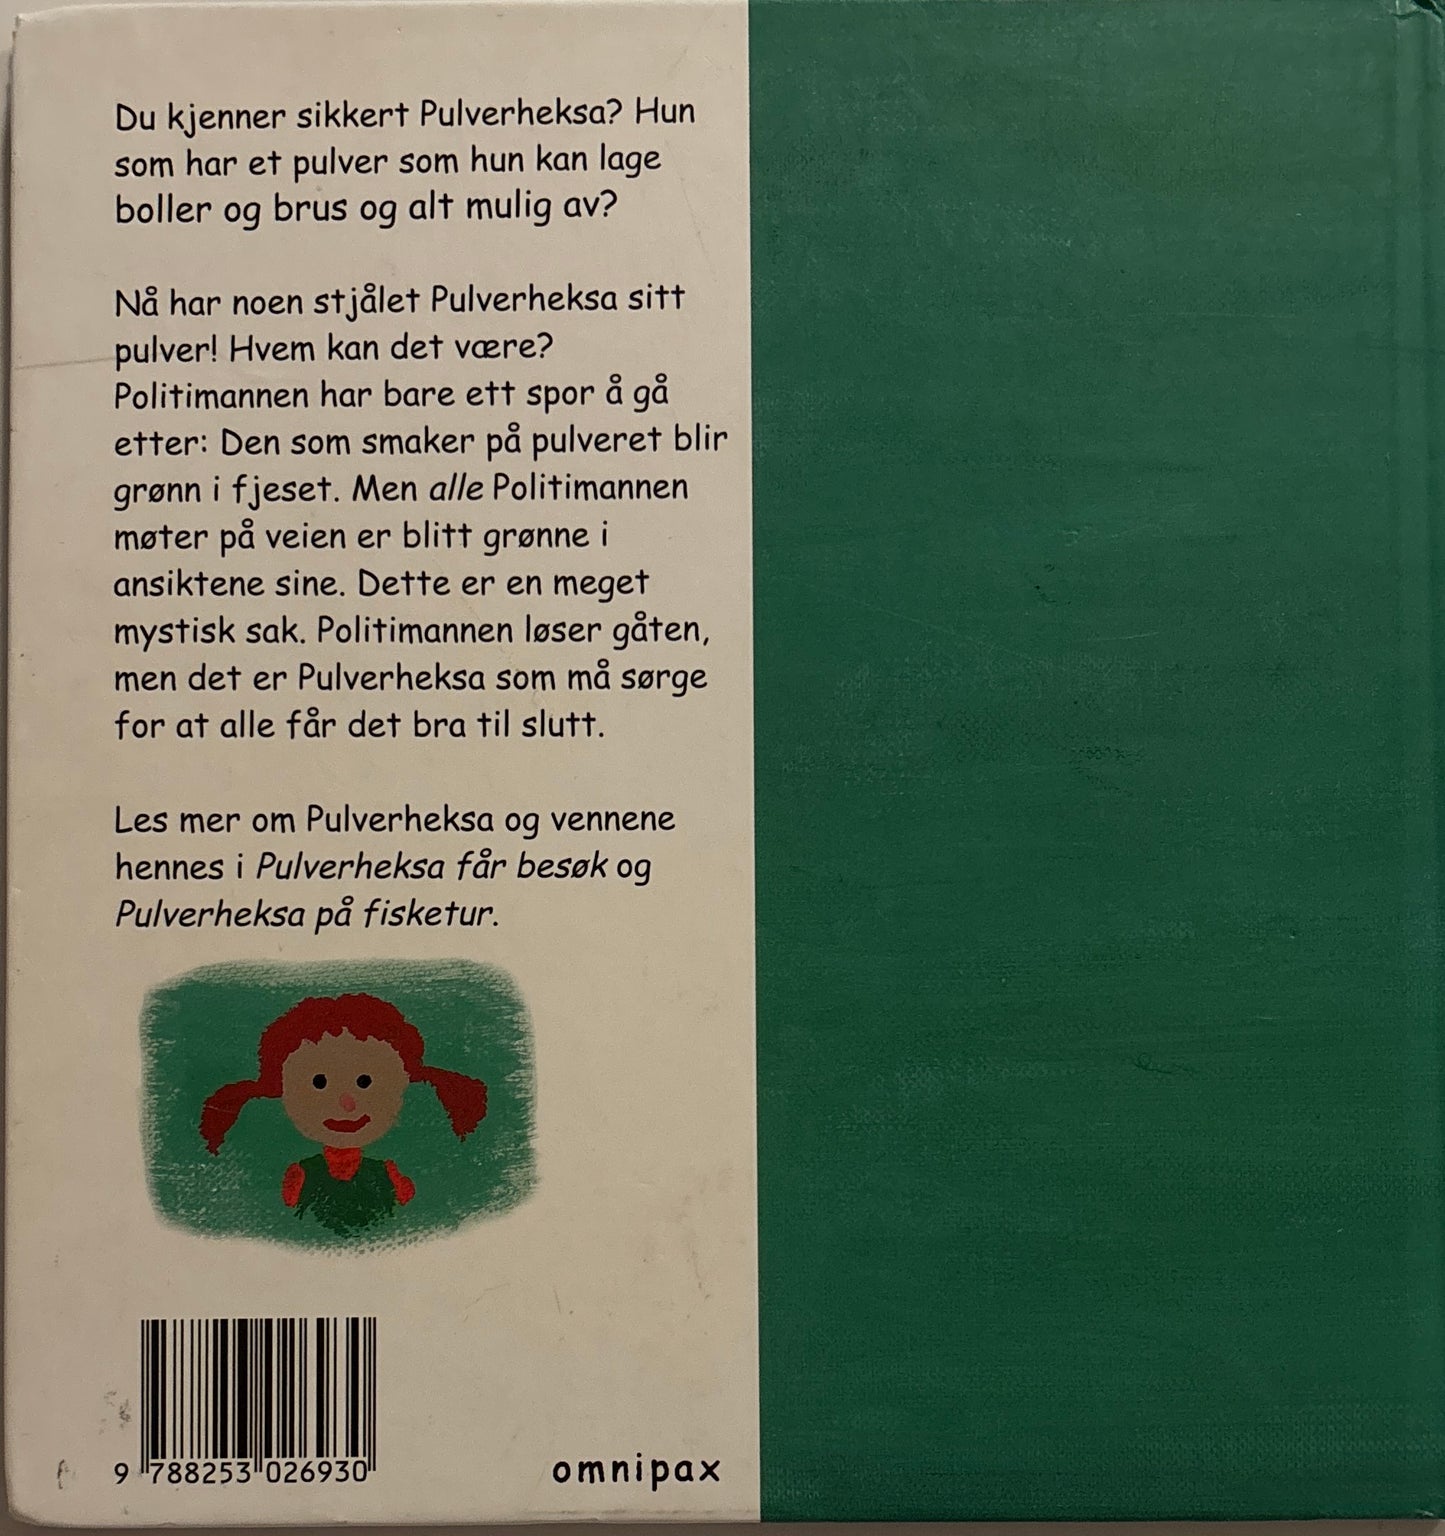 Du kjenner sikkert Pulverheksa? Hun
som har et pulver som hun kan lage
boller og brus og alt mulig av?
Nå har noen stjålet Pulverheksa sitt
pulver! Hvem kan det være?
Politimannen har bare ett spor å gå
etter: Den som smaker på pulveret blir
grønn i fjeset. Men alle Politimannen
møter på veien er blitt grønne i
ansiktene sine. Dette er en meget
mystisk sak. Politimannen løser gåten,
men det er Pulverheksa som må sørge
for at alle får det bra til slutt.
Les mer om Pulverheksa og vennene
hennes i Pulverheksa får besøk og
Pulverheksa på fisketur.
9 788253 026930
omnipax